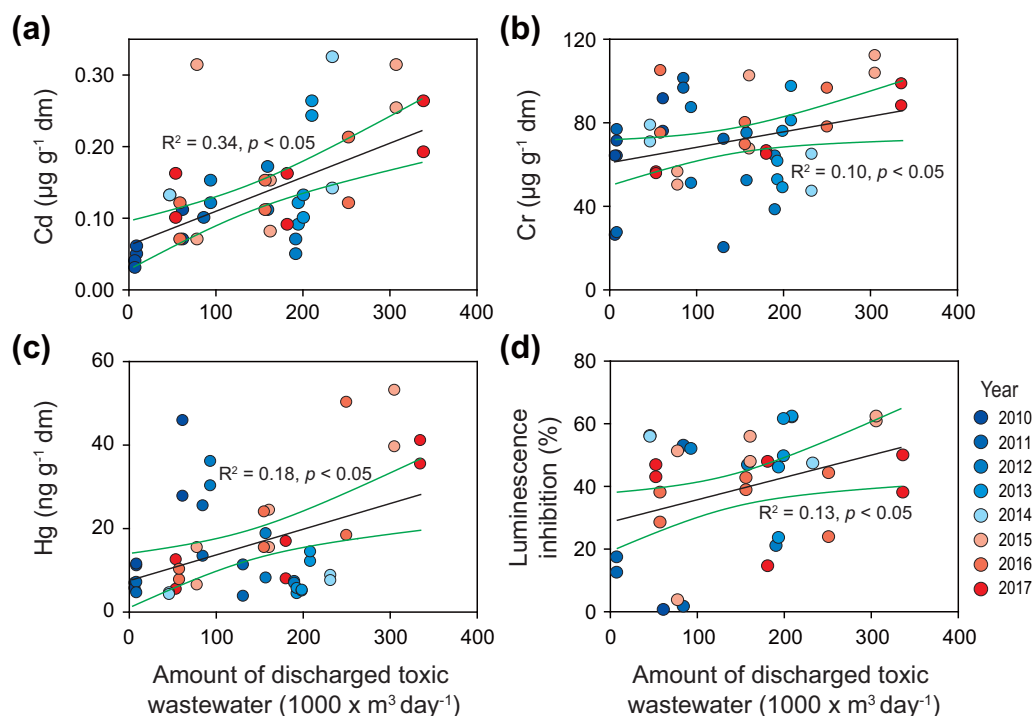 (a)
Cd (µg g⁻¹ dm)
0.30
0.20
0.10
0.00
R² = 0.34, p < 0.05
0 100 200 300 400
(b)
Cr (µg g⁻¹ dm)
120
80
40
0
R² = 0.10, p < 0.05
0 100 200 300 400
(c)
Hg (ng g⁻¹ dm)
60
40
20
0
R² = 0.18, p < 0.05
0 100 200 300 400
Amount of discharged toxic
wastewater (1000 x m³ day⁻¹)
(d)
Luminescence
inhibition (%)
80
60
40
20
0
R² = 0.13, p < 0.05
0 100 200 300 400
Amount of discharged toxic
wastewater (1000 x m³ day⁻¹)
Year
2010
2011
2012
2013
2014
2015
2016
2017